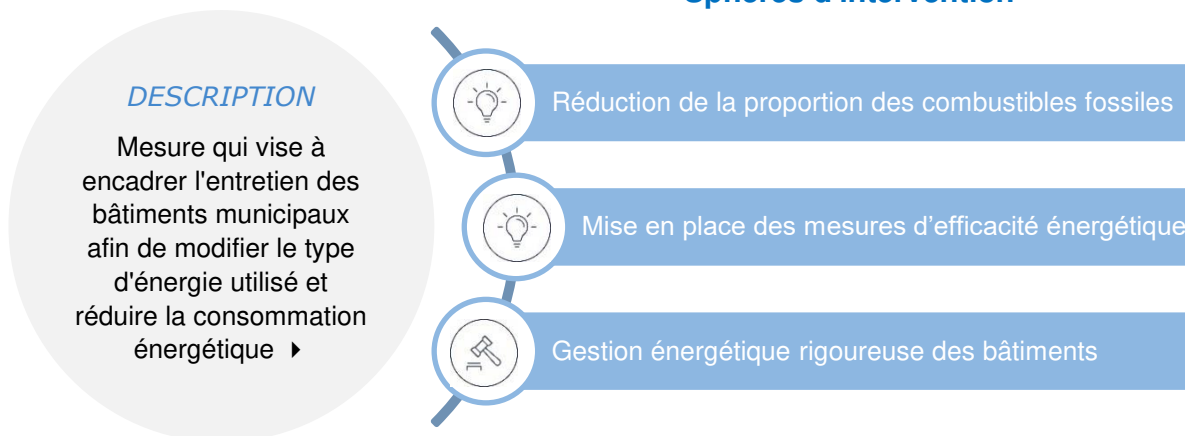 Sphères d'intervention
DESCRIPTION
Mesure qui vise à
encadrer l'entretien des
bâtiments municipaux
afin de modifier le type
d'énergie utilisé et
réduire la consommation
énergétique
Réduction de la proportion des combustibles fossiles
Mise en place des mesures d'efficacité énergétique
Gestion énergétique rigoureuse des bâtiments